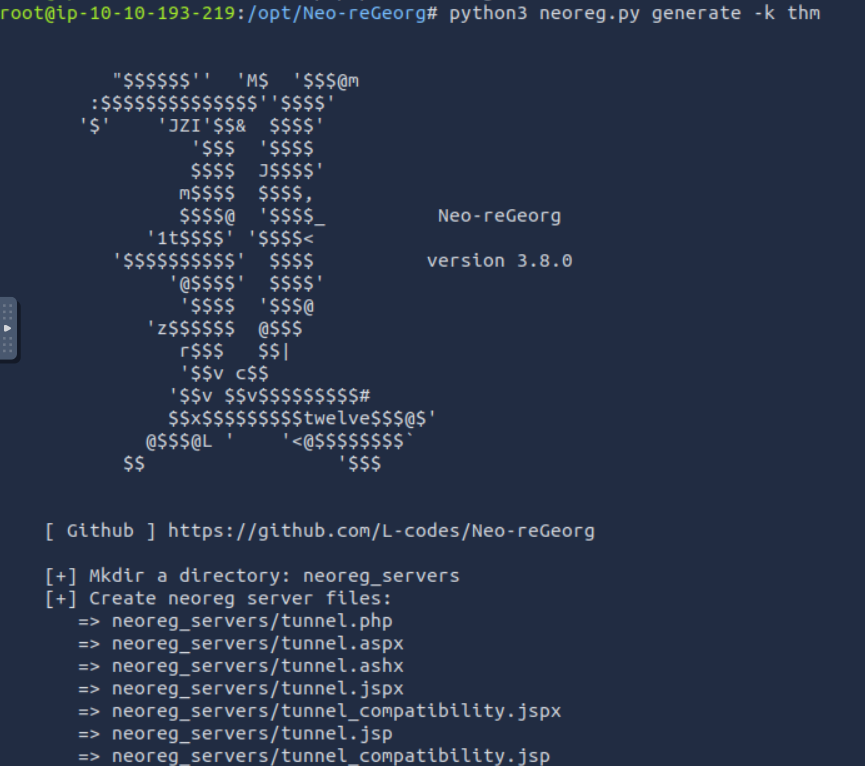 root@ip-10-10-193-219:/opt/Neo-reGeorg# python3 neoreg.py generate -k thm
"$$$$$$''  'M$  '$$$@m
:$$$$$$$$$$$$$$''$$$$'
'$'    'JZI'$$&  $$$$'
'$$$  '$$$$
$$$$  J$$$$'
m$$$$  $$$$,
$$$$@  '$$$$_          Neo-reGeorg
'1t$$$$' '$$$$<
'$$$$$$$$$$'  $$$$          version 3.8.0
'@$$$$'  $$$$'
'$$$$  '$$$@
'z$$$$$$  @$$$
r$$$   $$|
'$$v c$$
'$$v $$v$$$$$$$$$#
$$x$$$$$$$$$twelve$$$@$'
@$$$@L '    '<@$$$$$$$$`
$$                  '$$$
[ Github ] https://github.com/L-codes/Neo-reGeorg
[+] Mkdir a directory: neoreg_servers
[+] Create neoreg server files:
=> neoreg_servers/tunnel.php
=> neoreg_servers/tunnel.aspx
=> neoreg_servers/tunnel.ashx
=> neoreg_servers/tunnel.jspx
=> neoreg_servers/tunnel_compatibility.jspx
=> neoreg_servers/tunnel.jsp
=> neoreg_servers/tunnel_compatibility.jsp